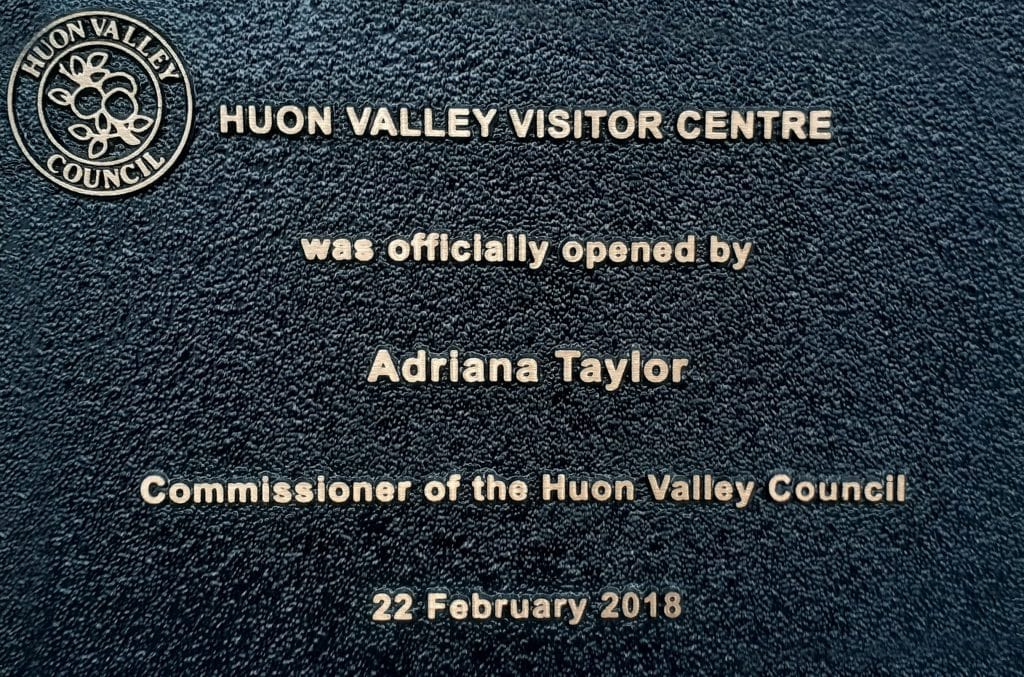 HUON VALLEY
COUNCIL
HUON VALLEY VISITOR CENTRE
was officially opened by
Adriana Taylor
Commissioner of the Huon Valley Council
22 February 2018